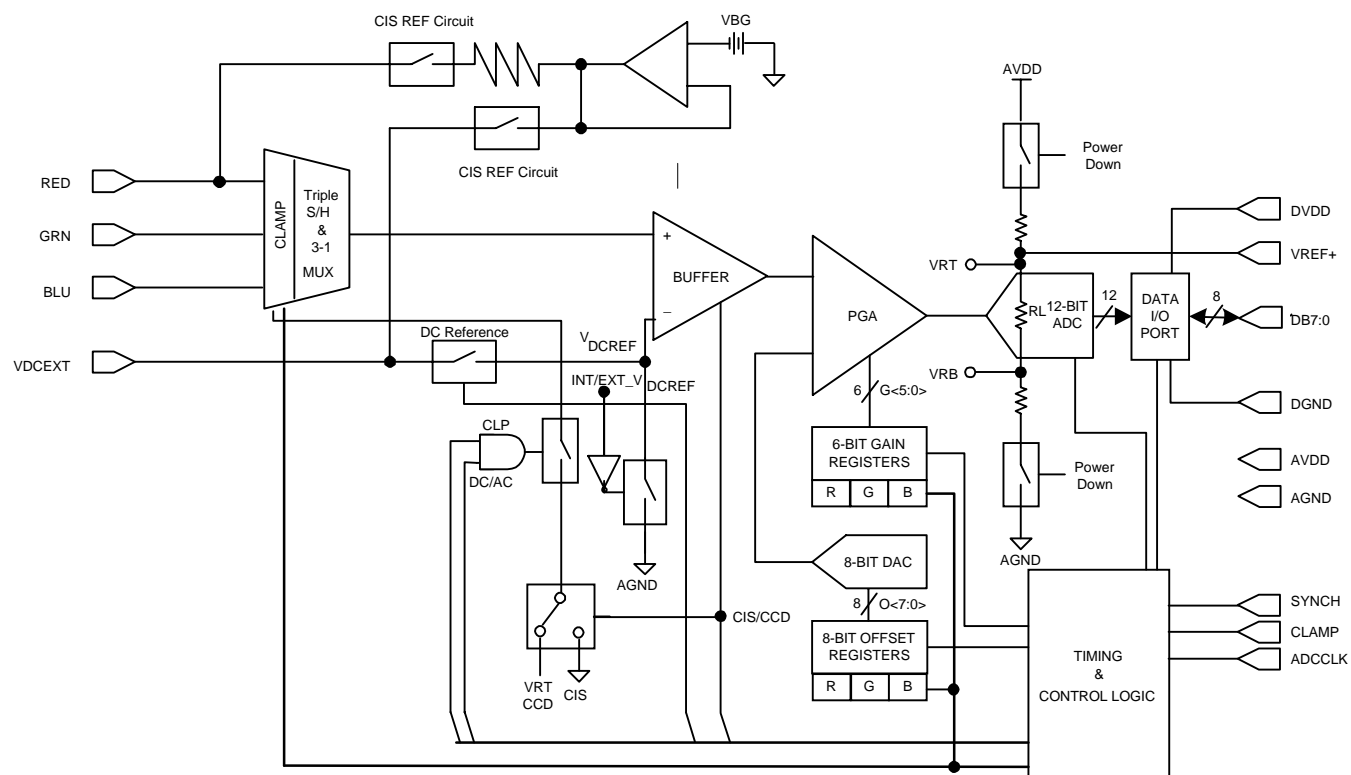 CIS REF Circuit
VBG
AVDD
Power
Down
CIS REF Circuit
RED
GRN
BLU
VDCEXT
CLAMP
Triple
S/H
&
3-1
MUX
+
BUFFER
–
DC Reference
VDCREF
INT/EXT_VDCREF
CLP
DC/AC
AGND
VRT
CCD
CIS
CIS/CCD
PGA
6
G<5:0>
6-BIT GAIN
REGISTERS
R G B
8-BIT DAC
8
O<7:0>
8-BIT OFFSET
REGISTERS
R G B
VRT
RL
12-BIT
ADC
VRB
12
DATA
I/O
PORT
8
Power
Down
AGND
DVDD
VREF+
DB7:0
DGND
AVDD
AGND
TIMING
&
CONTROL LOGIC
SYNCH
CLAMP
ADCCLK